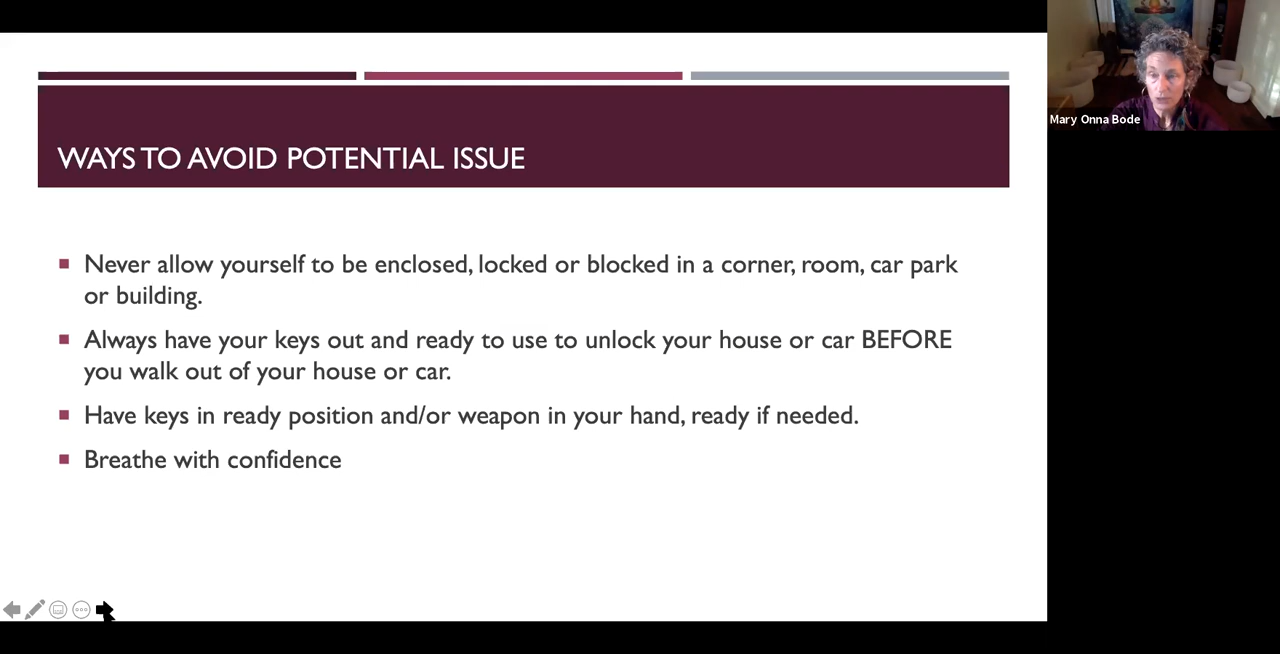 WAYS TO AVOID POTENTIAL ISSUE
Never allow yourself to be enclosed, locked or blocked in a corner, room, car park
or building.
Always have your keys out and ready to use to unlock your house or car BEFORE
you walk out of your house or car.
Have keys in ready position and/or weapon in your hand, ready if needed.
Breathe with confidence
Mary Onna Bode